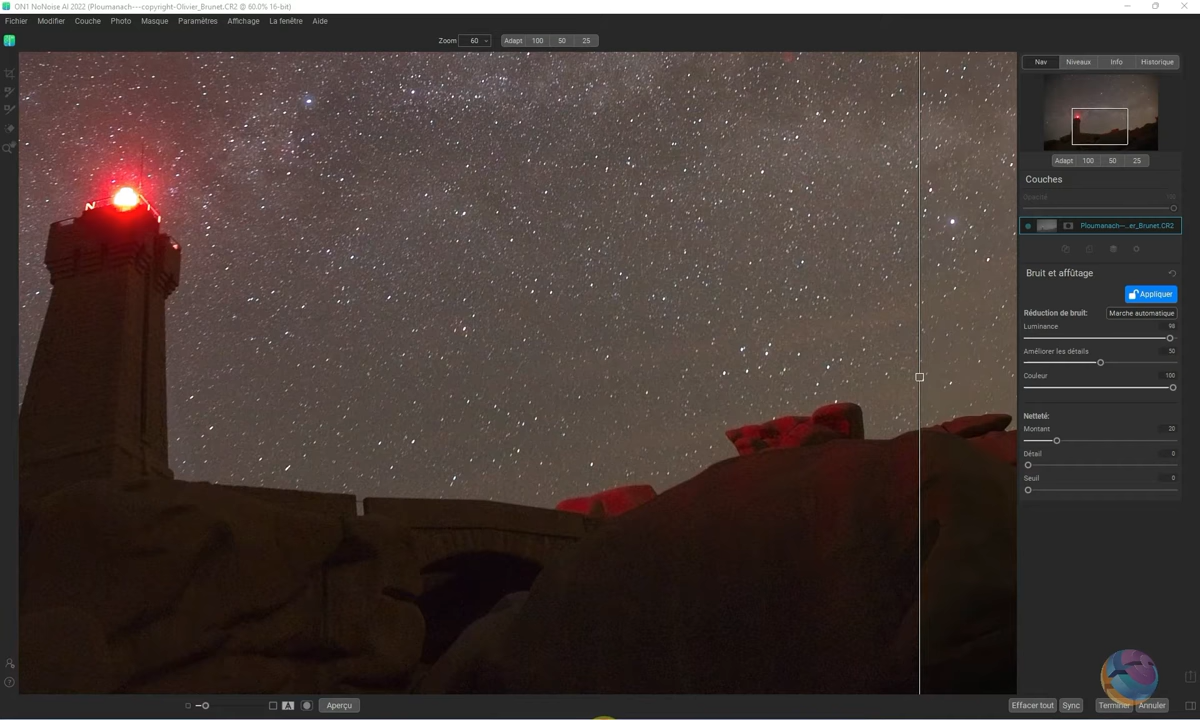 ON1 NoNoise AI 2022 (Ploumanach---copyright-Olivier_Brunet.CR2 @ 60.0% 16-bit)
Fichier Modifier Couche Photo Masque Paramètres Affichage La fenêtre Aide
Zoom 60 Adapt 100 50 25
Nav Niveaux Info Historique
Adapt 100 50 25
Couches
Opacité 100
Ploumanach---...er_Brunet.CR2
Bruit et affûtage
Appliquer
Réduction de bruit: Marche automatique
Luminance 98
Améliorer les détails 50
Couleur 100
Netteté:
Montant 20
Détail 0
Seuil 0
A Aperçu Effacer tout Sync Terminer Annuler